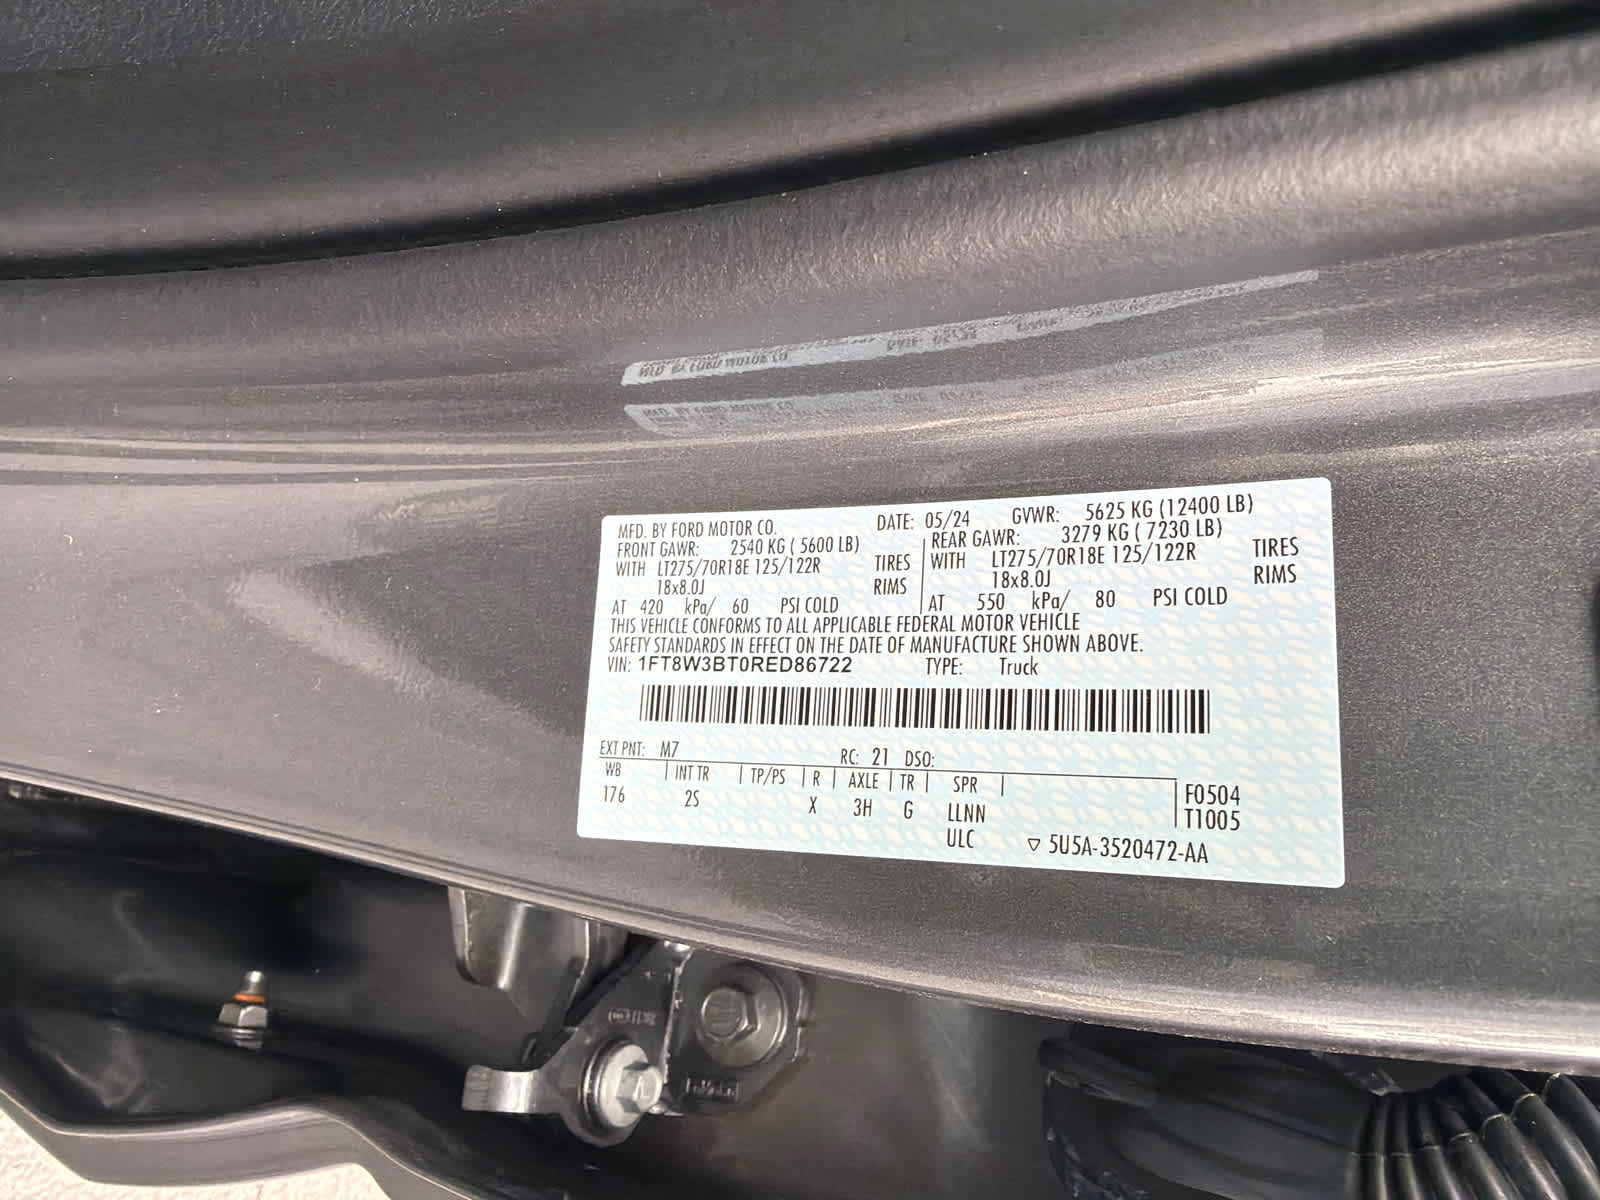 MFD. BY FORD MOTOR CO. DATE: 05/24 GVWR: 5625 KG (12400 LB)
FRONT GAWR: 2540 KG ( 5600 LB) REAR GAWR: 3279 KG ( 7230 LB)
WITH LT275/70R18E 125/122R TIRES WITH LT275/70R18E 125/122R TIRES
18x8.0J RIMS 18x8.0J RIMS
AT 420 kPa/ 60 PSI COLD AT 550 kPa/ 80 PSI COLD
THIS VEHICLE CONFORMS TO ALL APPLICABLE FEDERAL MOTOR VEHICLE
SAFETY STANDARDS IN EFFECT ON THE DATE OF MANUFACTURE SHOWN ABOVE.
VIN: 1FT8W3BT0RED86722 TYPE: Truck
EXT PNT: M7 RC: 21 DSO:
WB INT TR TP/PS R AXLE TR SPR
176 2S X 3H G LLNN F0504
ULC T1005
▽ 5U5A-3520472-AA